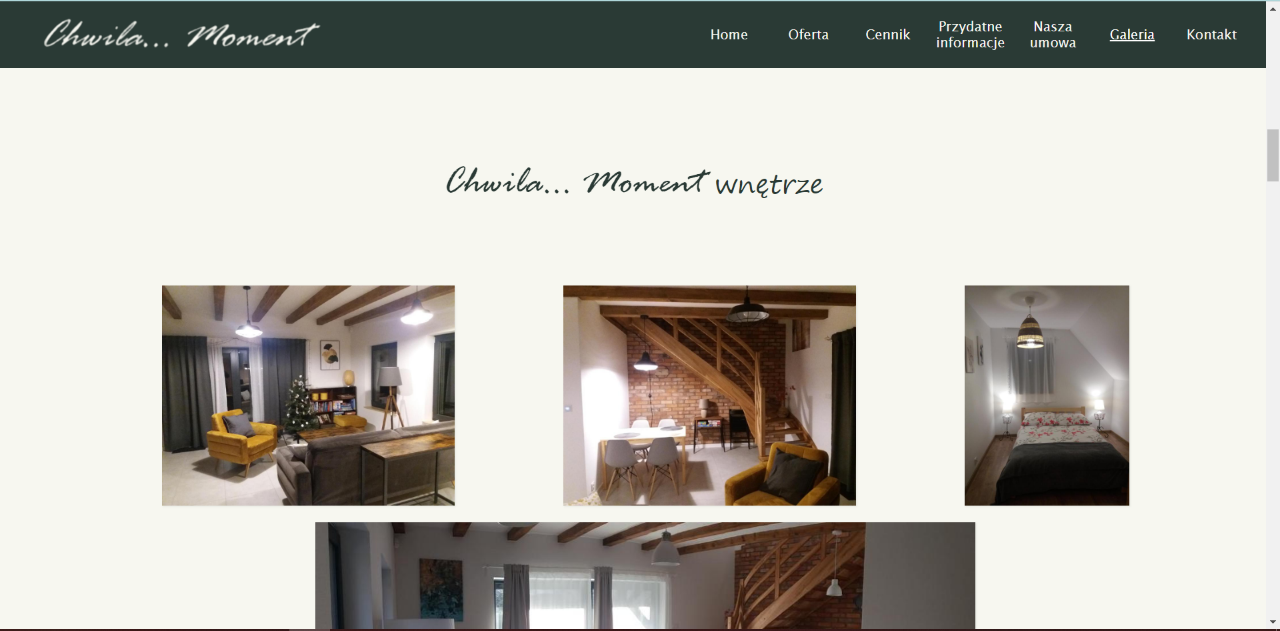 Chwila... Moment
Home
Oferta
Cennik
Przydatne
informacje
Nasza
umowa
Galeria
Kontakt
Chwila... Moment wnętrze